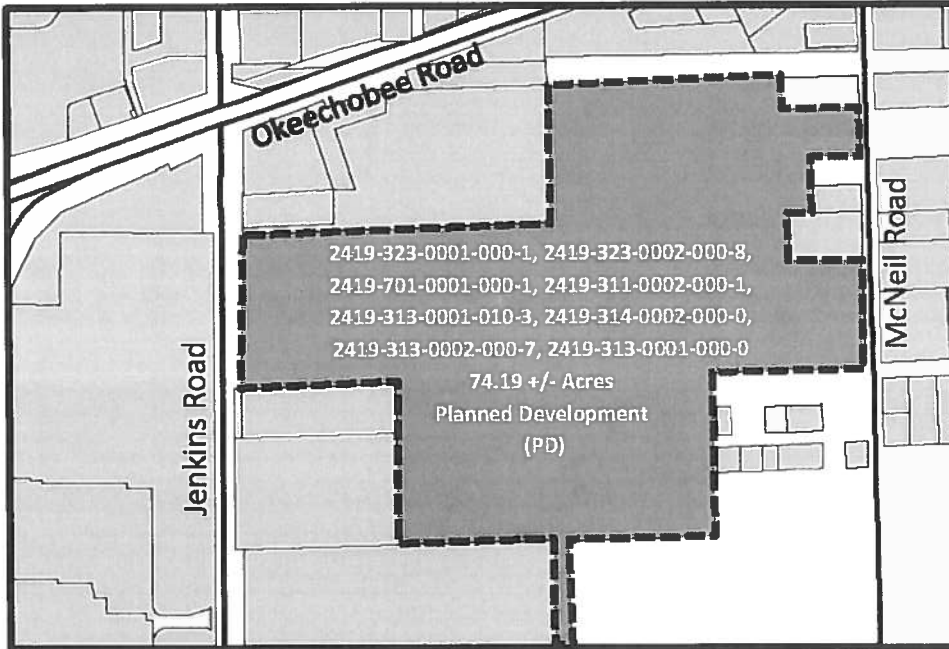 Okeechobee Road
McNeil Road
2419-323-0001-000-1, 2419-323-0002-000-8,
2419-701-0001-000-1, 2419-311-0002-000-1,
2419-313-0001-010-3, 2419-314-0002-000-0,
2419-313-0002-000-7, 2419-313-0001-000-0
74.19 +/- Acres
Planned Development
(PD)
Jenkins Road